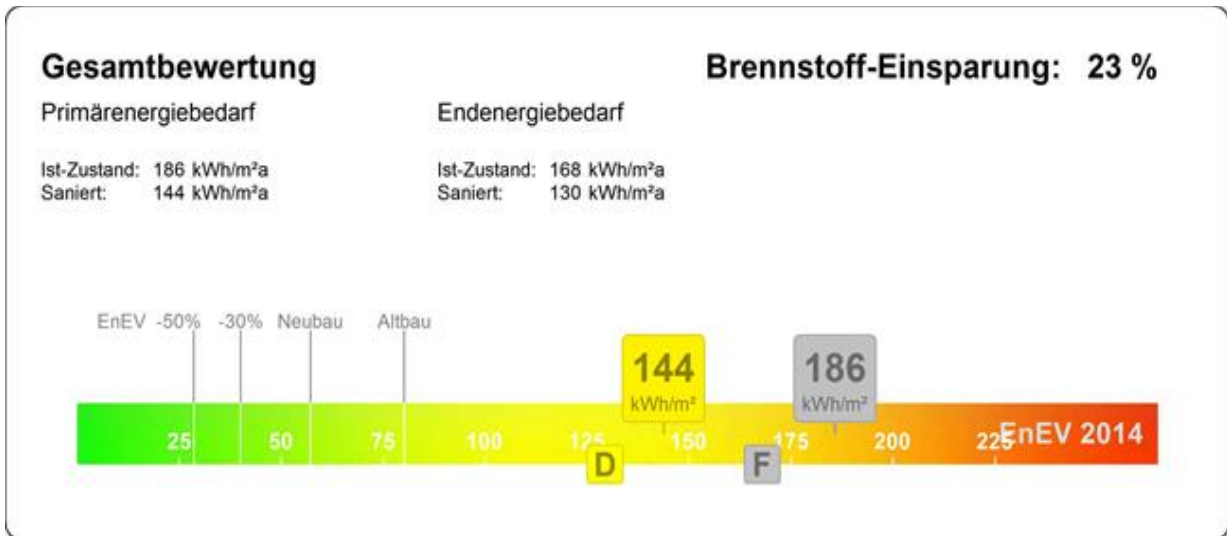 Gesamtbewertung
Brennstoff-Einsparung: 23 %
Primärenergiebedarf
Endenergiebedarf
Ist-Zustand: 186 kWh/m²a
Saniert: 144 kWh/m²a
Ist-Zustand: 168 kWh/m²a
Saniert: 130 kWh/m²a
EnEV -50% -30% Neubau Altbau
144
kWh/m²
186
kWh/m²
25 50 75 100 125 150 175 200 225 EnEV 2014
D F